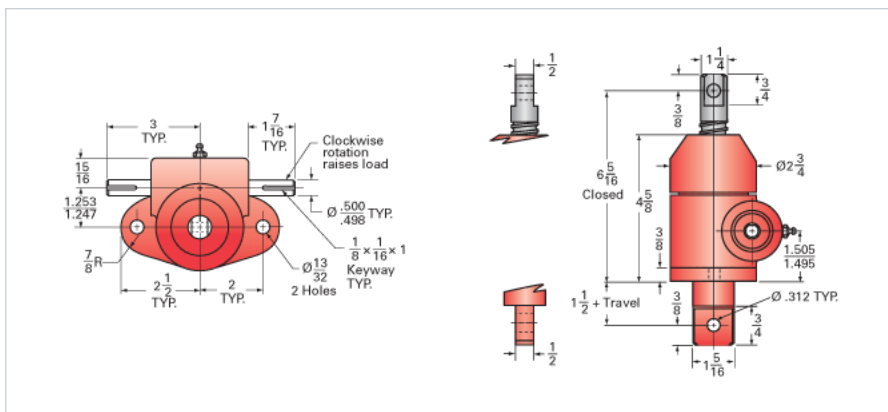 3
TYP.
1 7/16
TYP.
Clockwise
rotation
raises load
15/16
1.253
1.247
Ø .500/.498 TYP.
7/8 R
1/8 × 1/16 × 1
Keyway
TYP.
Ø 13/32
2 Holes
2 1/2
TYP.
2
TYP.
1/2
1/2
1 1/4
3/4
3/8
6 5/16
Closed
4 5/8
Ø2 3/4
3/8
1.505
1.495
1 1/2 + Travel
3/8
Ø .312 TYP.
3/4
1 5/16